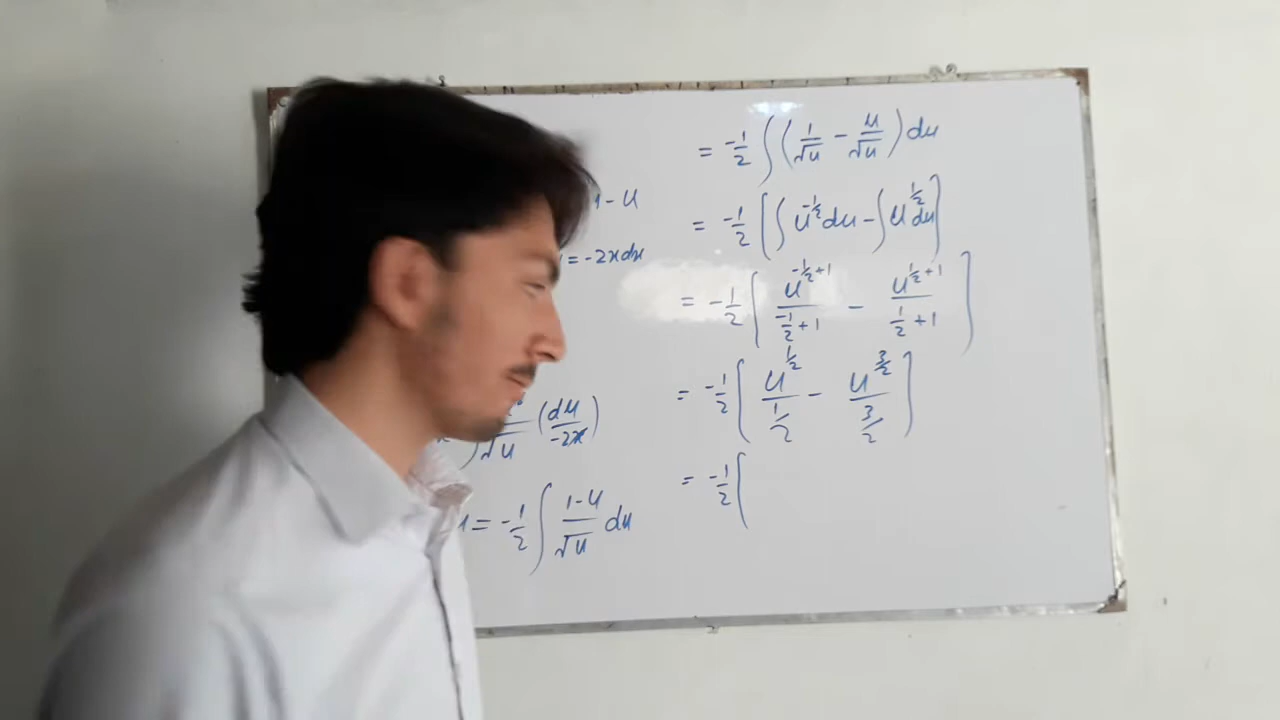 1 - u
= -2xdx
√u (du/-2x)
= -1/2 ∫ 1-u/√u du
= -1/2 ∫ (1/√u - u/√u) du
= -1/2 [∫ u^(-1/2) du - ∫ u^(1/2) du]
= -1/2 [u^(-1/2+1)/(-1/2+1) - u^(1/2+1)/(1/2+1)]
= -1/2 [u^(1/2)/(1/2) - u^(3/2)/(3/2)]
= -1/2 [